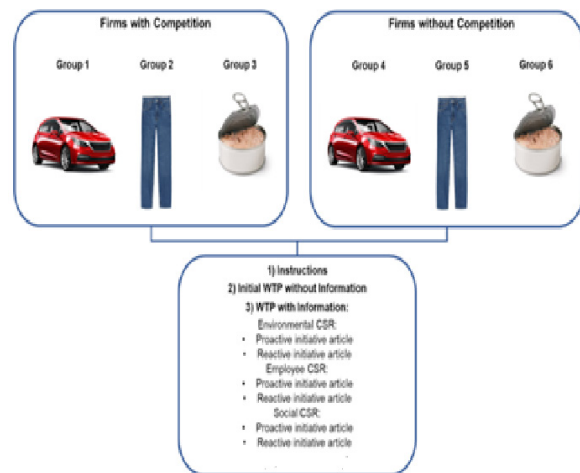 Firms with Competition
Group 1 Group 2 Group 3
Firms without Competition
Group 4 Group 5 Group 6
1) Instructions
2) Initial WTP without Information
3) WTP with Information:
Environmental CSR:
• Proactive initiative article
• Reactive initiative article
Employee CSR:
• Proactive initiative article
• Reactive initiative article
Social CSR:
• Proactive initiative article
• Reactive initiative article